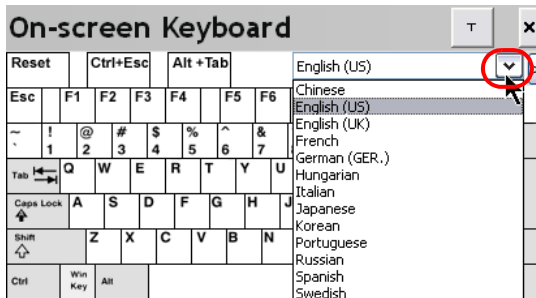 On-screen Keyboard T x
Reset Ctrl+Esc Alt +Tab English (US)
Esc F1 F2 F3 F4 F5 F6 Chinese
English (US)
~ ! @ # $ % ^ & English (UK)
` 1 2 3 4 5 6 7 French
German (GER.)
Tab Q W E R T Y U Hungarian
Italian
Caps Lock A S D F G H J Japanese
Korean
Shift Z X C V B N Portuguese
Russian
Ctrl Win Key Alt Spanish
Swedish